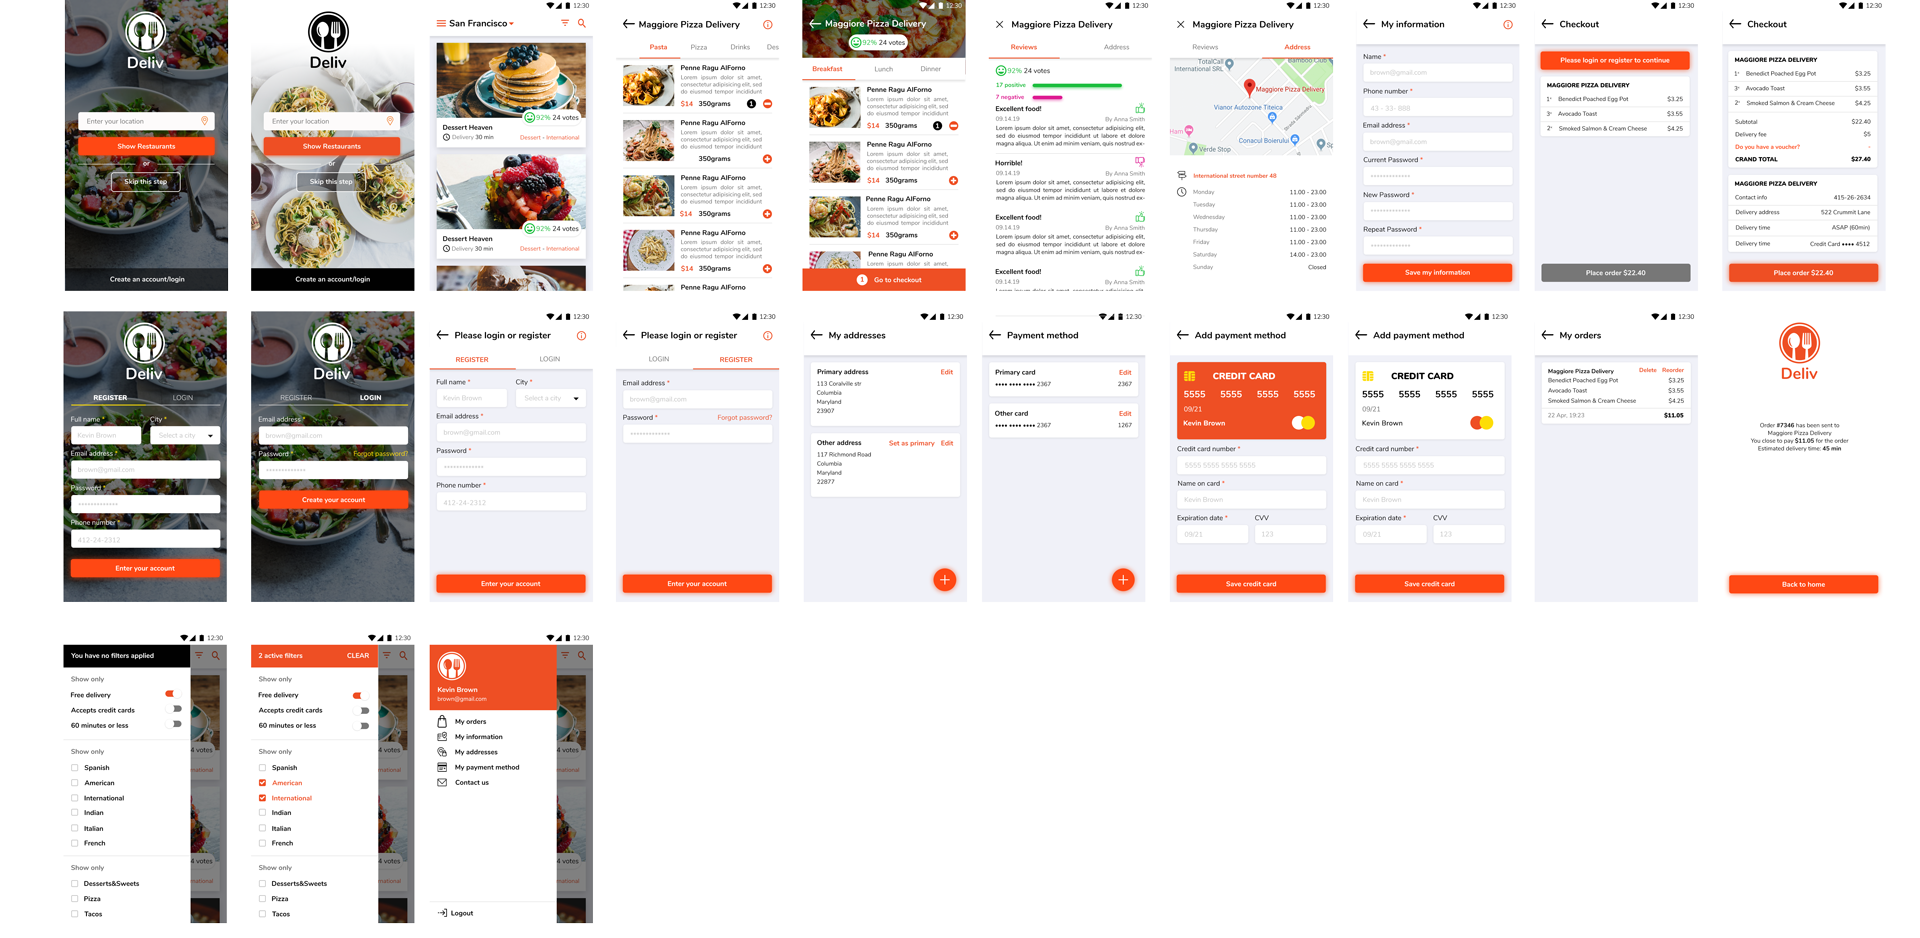 Deliv
Enter your location
Show Restaurants
or
Skip this step
Create an account/login
Deliv
Enter your location
Show Restaurants
or
Skip this step
Create an account/login
12:30
San Francisco
92% 24 votes
Dessert Heaven
Delivery 30 min
Dessert - International
92% 24 votes
Dessert Heaven
Delivery 30 min
Dessert - International
12:30
Maggiore Pizza Delivery
Pasta Pizza Drinks Des
Penne Ragu AlForno
Lorem ipsum dolor sit amet,
consectetur adipisicing elit, sed
do eiusmod tempor incididunt
$14 350grams 1
Penne Ragu AlForno
Lorem ipsum dolor sit amet,
consectetur adipisicing elit, sed
do eiusmod tempor incididunt
350grams
Penne Ragu AlForno
Lorem ipsum dolor sit amet,
consectetur adipisicing elit, sed
do eiusmod tempor incididunt
$14 350grams
Penne Ragu AlForno
Lorem ipsum dolor sit amet,
consectetur adipisicing elit, sed
do eiusmod tempor incididunt
$14 350grams
Penne Ragu AlForno
12:30
Maggiore Pizza Delivery
92% 24 votes
Breakfast Lunch Dinner
Penne Ragu AlForno
Lorem ipsum dolor sit amet,
consectetur adipisicing elit, sed
do eiusmod tempor incididunt
$14 350grams 1
Penne Ragu AlForno
Lorem ipsum dolor sit amet,
consectetur adipisicing elit, sed
do eiusmod tempor incididunt
$14 350grams
Penne Ragu AlForno
Lorem ipsum dolor sit amet,
consectetur adipisicing elit, sed
do eiusmod tempor incididunt
$14 350grams
Penne Ragu AlForno
Lorem ipsum dolor sit amet,
1 Go to checkout
12:30
Maggiore Pizza Delivery
Reviews Address
92% 24 votes
17 positive
7 negative
Excellent food!
09.14.19 By Anna Smith
Lorem ipsum dolor sit amet, consectetur adipisicing elit,
sed do eiusmod tempor incididunt ut labore et dolore
magna aliqua. Ut enim ad minim veniam, quis nostrud ex-
Horrible!
09.14.19 By Anna Smith
Lorem ipsum dolor sit amet, consectetur adipisicing elit,
sed do eiusmod tempor incididunt ut labore et dolore
magna aliqua. Ut enim ad minim veniam, quis nostrud ex-
Excellent food!
09.14.19 By Anna Smith
Lorem ipsum dolor sit amet, consectetur adipisicing elit,
sed do eiusmod tempor incididunt ut labore et dolore
magna aliqua. Ut enim ad minim veniam, quis nostrud ex-
Excellent food!
09.14.19 By Anna Smith
12:30
Maggiore Pizza Delivery
Reviews Address
TotalCall
International SRL
Bamboo Club
Maggiore Pizza Delivery
Vianor Autozone Titeica
Ham
Conacul Boierului
Verde Stop
International street number 48
Monday 11.00 - 23.00
Tuesday 11.00 - 23.00
Wednesday 11.00 - 23.00
Thursday 11.00 - 23.00
Friday 11.00 - 23.00
Saturday 14.00 - 23.00
Sunday Closed
12:30
My information
Name *
brown@gmail.com
Phone number *
43 - 33- 888
Email address *
brown@gmail.com
Current Password *
New Password *
Repeat Password *
Save my information
12:30
Checkout
Please login or register to continue
MAGGIORE PIZZA DELIVERY
1x Benedict Poached Egg Pot $3.25
3x Avocado Toast $3.55
2x Smoked Salmon & Cream Cheese $4.25
Place order $22.40
12:30
Checkout
MAGGIORE PIZZA DELIVERY
1x Benedict Poached Egg Pot $3.25
3x Avocado Toast $3.55
2x Smoked Salmon & Cream Cheese $4.25
Subtotal $22.40
Delivery fee $5
Do you have a voucher? -
GRAND TOTAL $27.40
MAGGIORE PIZZA DELIVERY
Contact info 415-26-2634
Delivery address 522 Crummit Lane
Delivery time ASAP (60min)
Delivery time Credit Card •••• 4512
Place order $22.40
Deliv
REGISTER LOGIN
Full name * City *
Kevin Brown Select a city
Email address *
brown@gmail.com
Password *
Phone number *
412-24-2312
Enter your account
Deliv
REGISTER LOGIN
Email address *
brown@gmail.com
Password * Forgot password?
Create your account
12:30
Please login or register
REGISTER LOGIN
Full name * City *
Kevin Brown Select a city
Email address *
brown@gmail.com
Password *
Phone number *
412-24-2312
Enter your account
12:30
Please login or register
LOGIN REGISTER
Email address *
brown@gmail.com
Password * Forgot password?
Enter your account
12:30
My addresses
Primary address Edit
113 Coralville str
Columbia
Maryland
23907
Other address Set as primary Edit
117 Richmond Road
Columbia
Maryland
22877
12:30
Payment method
Primary card Edit
•••• •••• •••• 2367 2367
Other card Edit
•••• •••• •••• 2367 1267
12:30
Add payment method
CREDIT CARD
5555 5555 5555 5555
09/21
Kevin Brown
Credit card number *
5555 5555 5555 5555
Name on card *
Kevin Brown
Expiration date * CVV
09/21 123
Save credit card
12:30
Add payment method
CREDIT CARD
5555 5555 5555 5555
09/21
Kevin Brown
Credit card number *
5555 5555 5555 5555
Name on card *
Kevin Brown
Expiration date * CVV
09/21 123
Save credit card
12:30
My orders
Maggiore Pizza Delivery Delete Reorder
Benedict Poached Egg Pot $3.25
Avocado Toast $3.55
Smoked Salmon & Cream Cheese $4.25
22 Apr, 19:23 $11.05
Deliv
Order #7346 has been sent to
Maggiore Pizza Delivery
You close to pay $11.05 for the order
Estimated delivery time: 45 min
Back to home
12:30
You have no filters applied
Show only
Free delivery
Accepts credit cards
60 minutes or less
Show only
Spanish
American
International
Indian
Italian
French
Show only
Desserts&Sweets
Pizza
Tacos
4 votes
national
4 votes
national
12:30
2 active filters CLEAR
Show only
Free delivery
Accepts credit cards
60 minutes or less
Show only
Spanish
American
International
Indian
Italian
French
Show only
Desserts&Sweets
Pizza
Tacos
4 votes
national
4 votes
national
12:30
Kevin Brown
brown@gmail.com
My orders
My information
My addresses
My payment method
Contact us
Logout
4 votes
national
4 votes
national